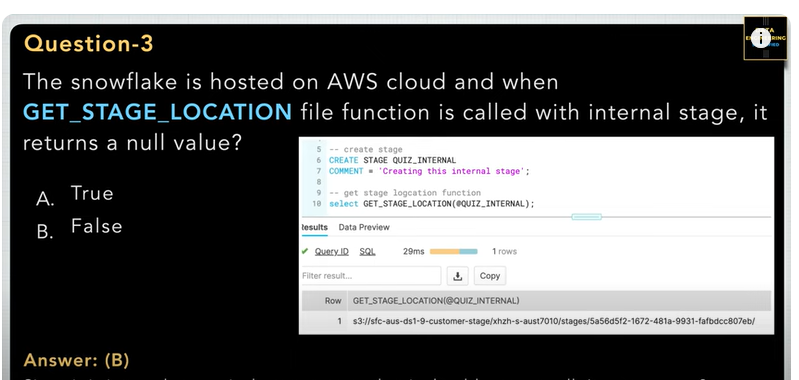 Question-3
The snowflake is hosted on AWS cloud and when
GET_STAGE_LOCATION file function is called with internal stage, it
returns a null value?
A. True
B. False
5 -- create stage
6 CREATE STAGE QUIZ_INTERNAL
7 COMMENT = 'Creating this internal stage';
8
9 -- get stage logcation function
10 select GET_STAGE_LOCATION(@QUIZ_INTERNAL);
Results Data Preview
Query ID SQL 29ms 1 rows
Filter result... Copy
Row GET_STAGE_LOCATION(@QUIZ_INTERNAL)
1 s3://sfc-aus-ds1-9-customer-stage/xhzh-s-aust7010/stages/5a56d5f2-1672-481a-9931-fafbdcc807eb/
Answer: (B)